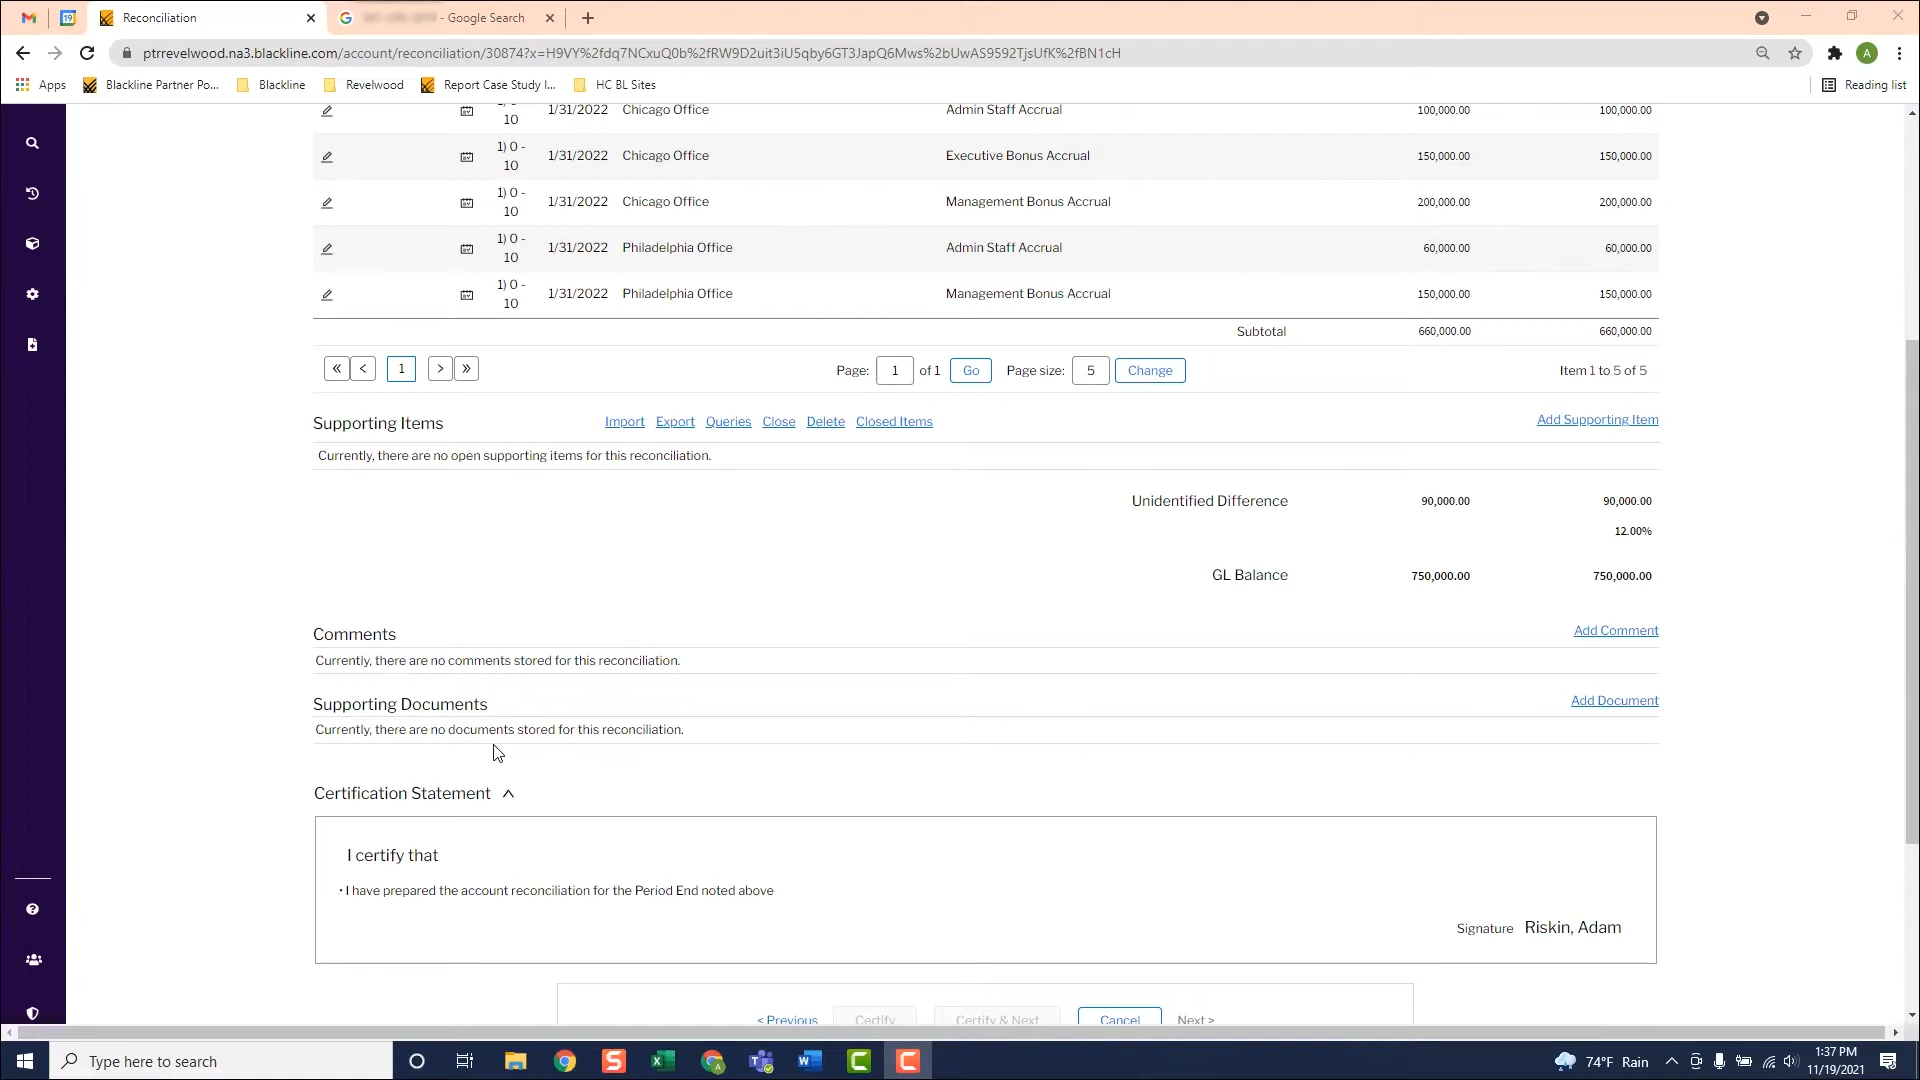 Reconciliation
- Google Search
ptrrevelwood.na3.blackline.com/account/reconciliation/30874?x=H9VY%2fdq7NCxuQ0b%2fRW9D2uit3iU5qby6GT3JapQ6Mws%2bUwAS9592TjsUfK%2fBN1cH
A
Apps Blackline Partner Po... Blackline Revelwood Report Case Study I... HC BL Sites Reading list
10 1/31/2022 Chicago Office Admin Staff Accrual 100,000.00 100,000.00
1) 0 -
10 1/31/2022 Chicago Office Executive Bonus Accrual 150,000.00 150,000.00
1) 0 -
10 1/31/2022 Chicago Office Management Bonus Accrual 200,000.00 200,000.00
1) 0 -
10 1/31/2022 Philadelphia Office Admin Staff Accrual 60,000.00 60,000.00
1) 0 -
10 1/31/2022 Philadelphia Office Management Bonus Accrual 150,000.00 150,000.00
Subtotal 660,000.00 660,000.00
« < 1 > » Page: 1 of 1 Go Page size: 5 Change Item 1 to 5 of 5
Supporting Items Import Export Queries Close Delete Closed Items Add Supporting Item
Currently, there are no open supporting items for this reconciliation.
Unidentified Difference 90,000.00 90,000.00
12.00%
GL Balance 750,000.00 750,000.00
Comments Add Comment
Currently, there are no comments stored for this reconciliation.
Supporting Documents Add Document
Currently, there are no documents stored for this reconciliation.
Certification Statement
I certify that
• I have prepared the account reconciliation for the Period End noted above
Signature Riskin, Adam
< Previous Certify Certify & Next Cancel Next >
Type here to search
74°F Rain
1:37 PM
11/19/2021